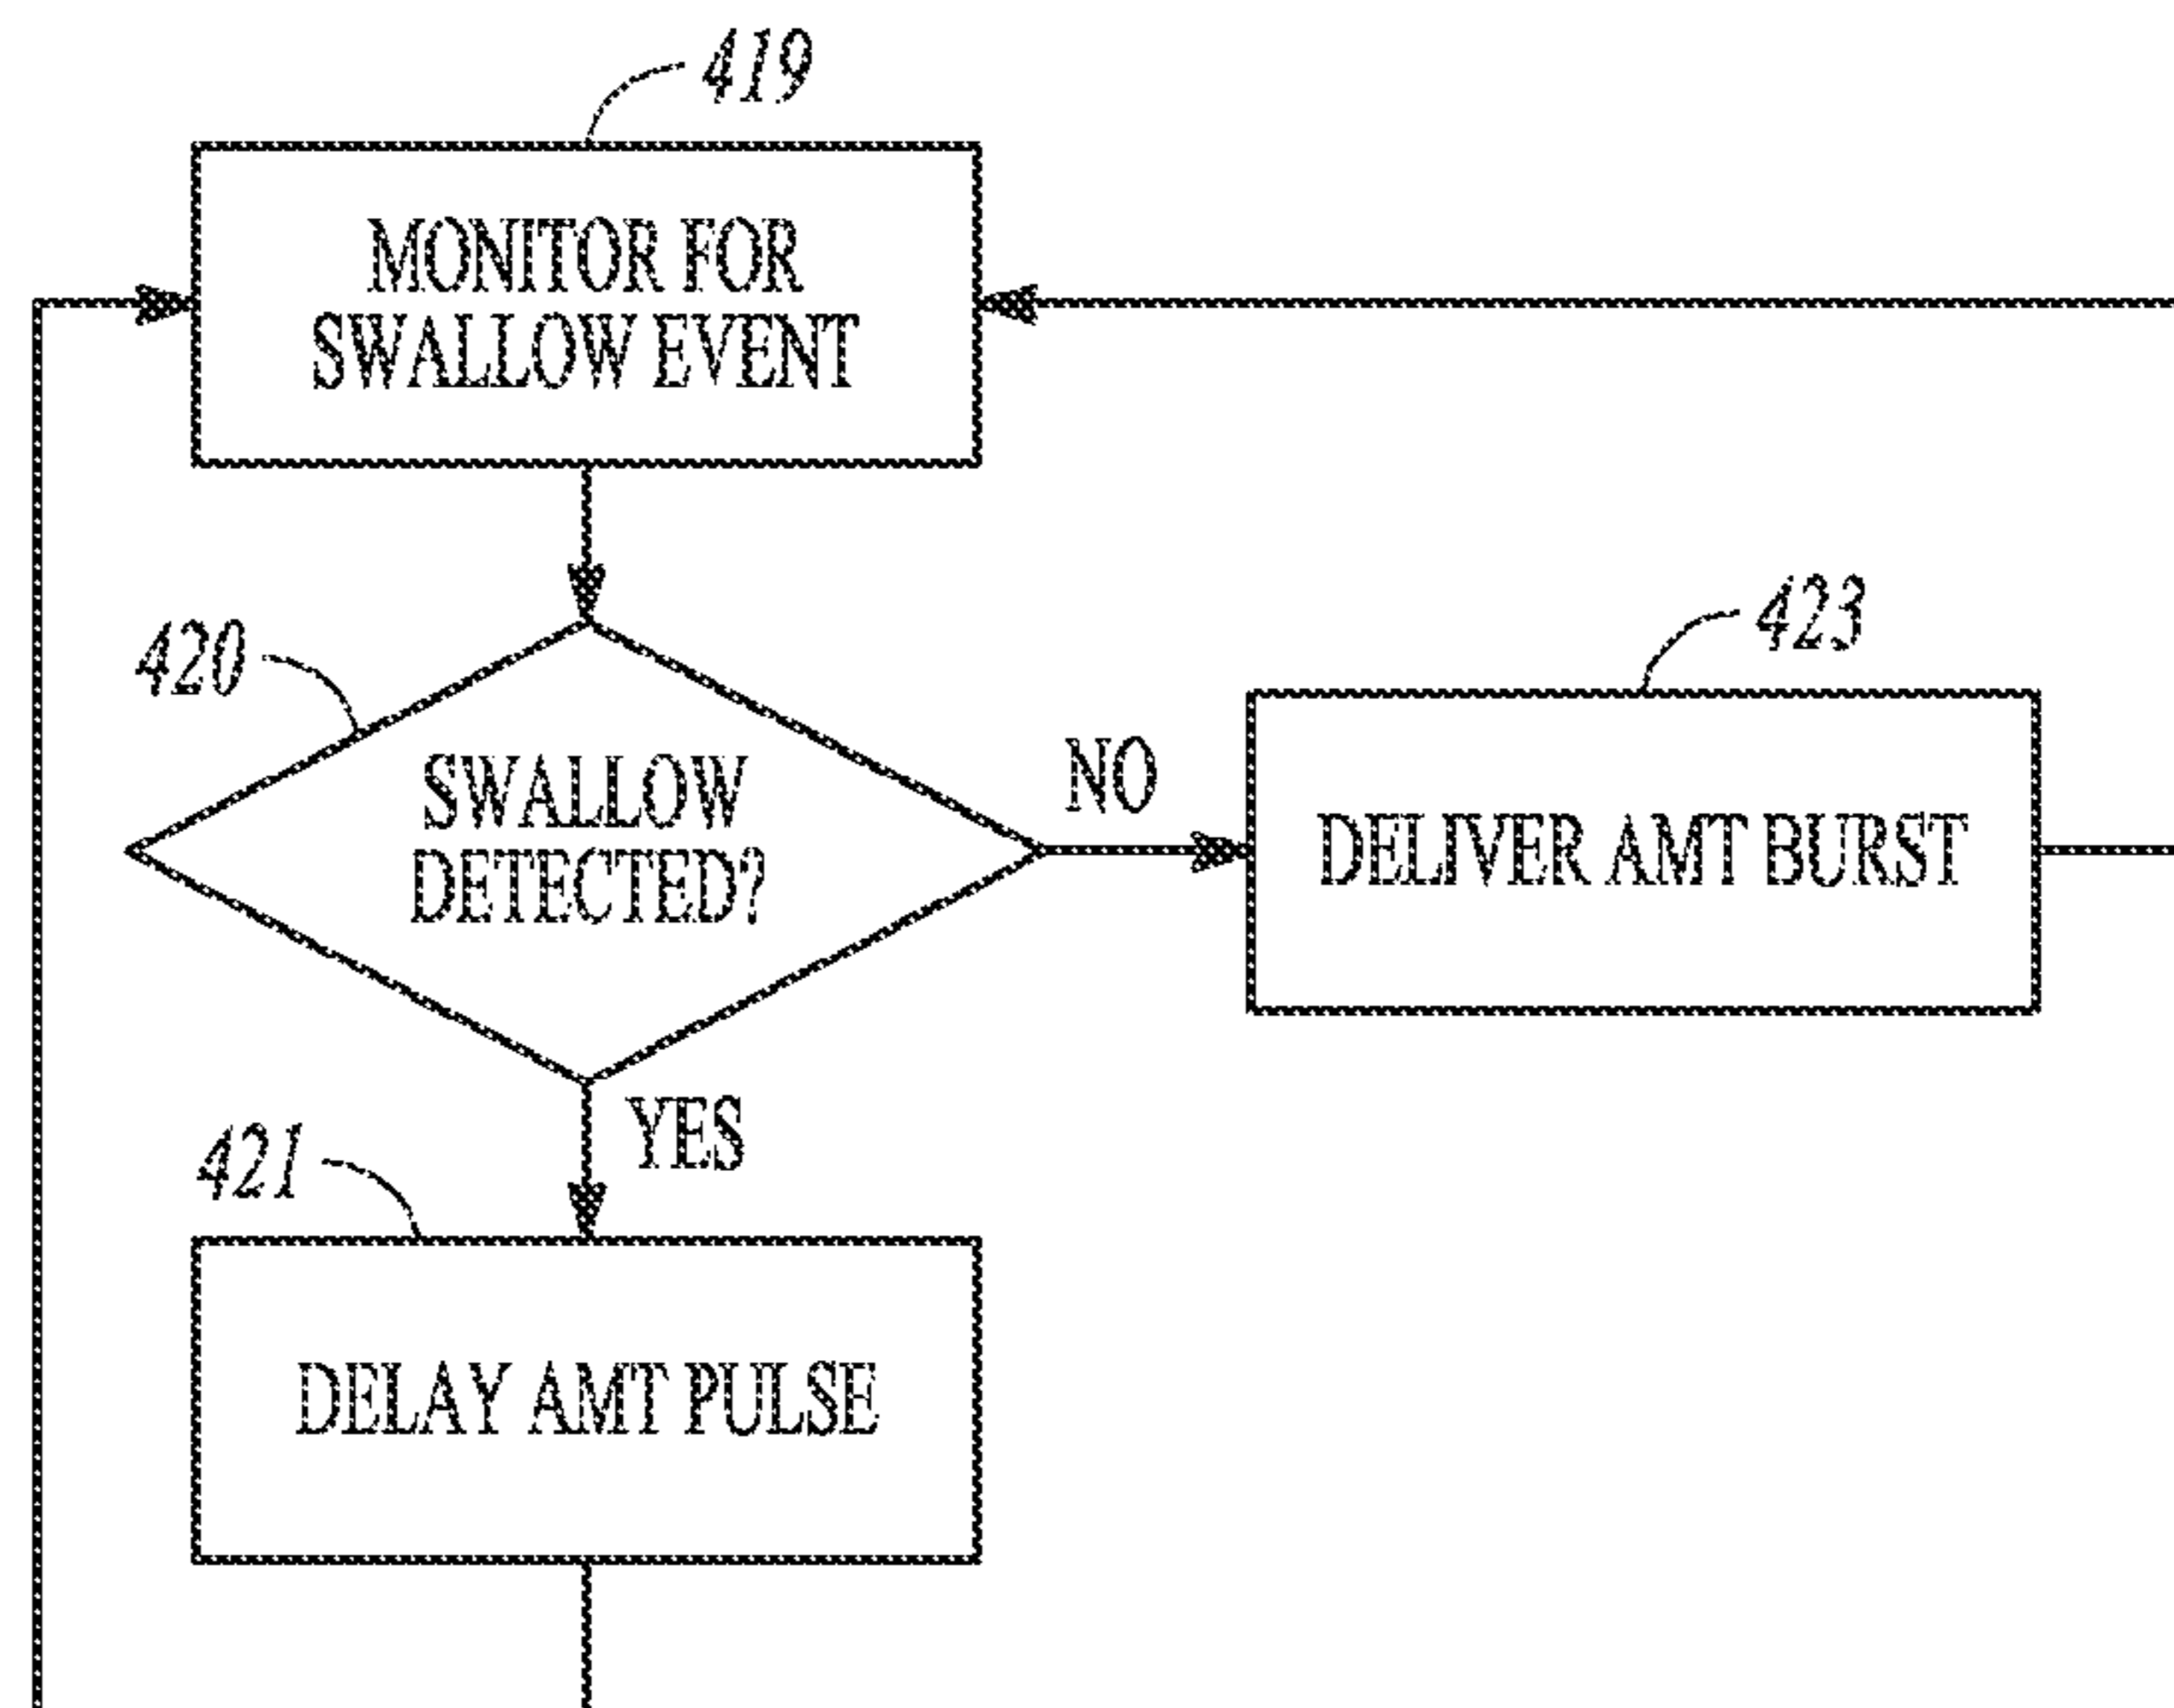 419
MONITOR FOR
SWALLOW EVENT
420
SWALLOW
DETECTED?
NO
423
DELIVER AMT BURST
YES
421
DELAY AMT PULSE